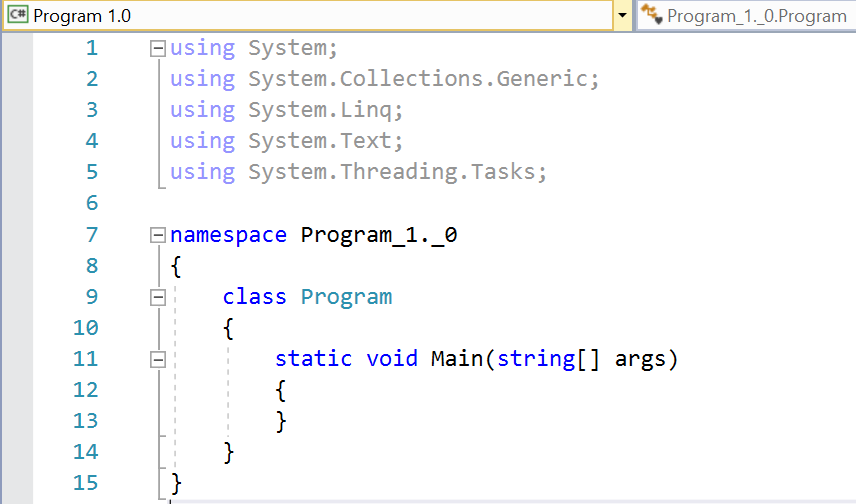 C# Program 1.0 Program_1._0.Program
1 using System;
2 using System.Collections.Generic;
3 using System.Linq;
4 using System.Text;
5 using System.Threading.Tasks;
6
7 namespace Program_1._0
8 {
9 class Program
10 {
11 static void Main(string[] args)
12 {
13 }
14 }
15 }